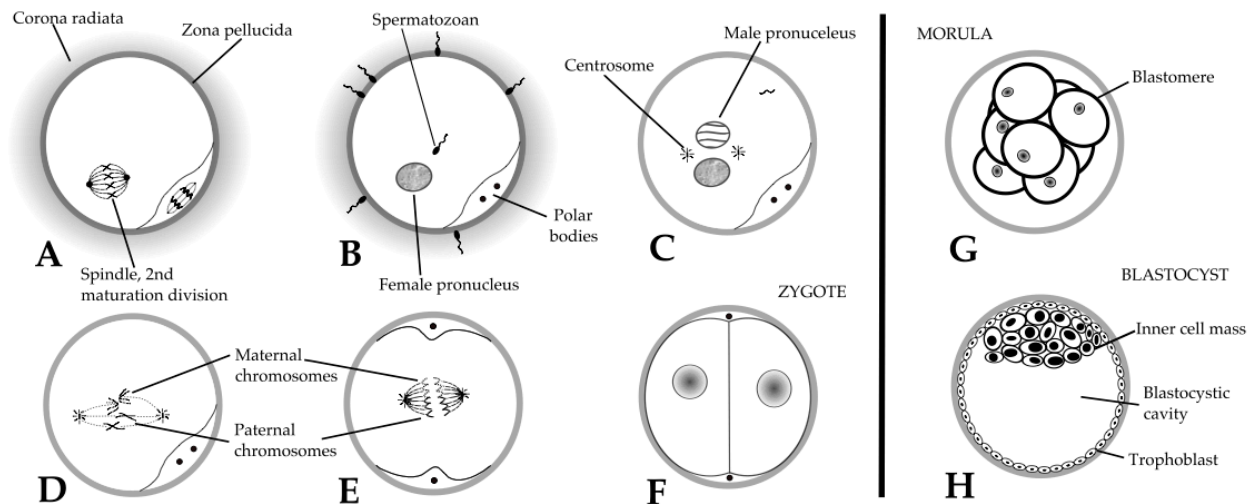 Corona radiata
Zona pellucida
Spermatozoan
Male pronuceleus
Centrosome
MORULA
Blastomere
A
Spindle, 2nd
maturation division
B
Female pronucleus
Polar
bodies
C
G
ZYGOTE
BLASTOCYST
Maternal
chromosomes
Paternal
chromosomes
D
E
F
Inner cell mass
Blastocystic
cavity
Trophoblast
H